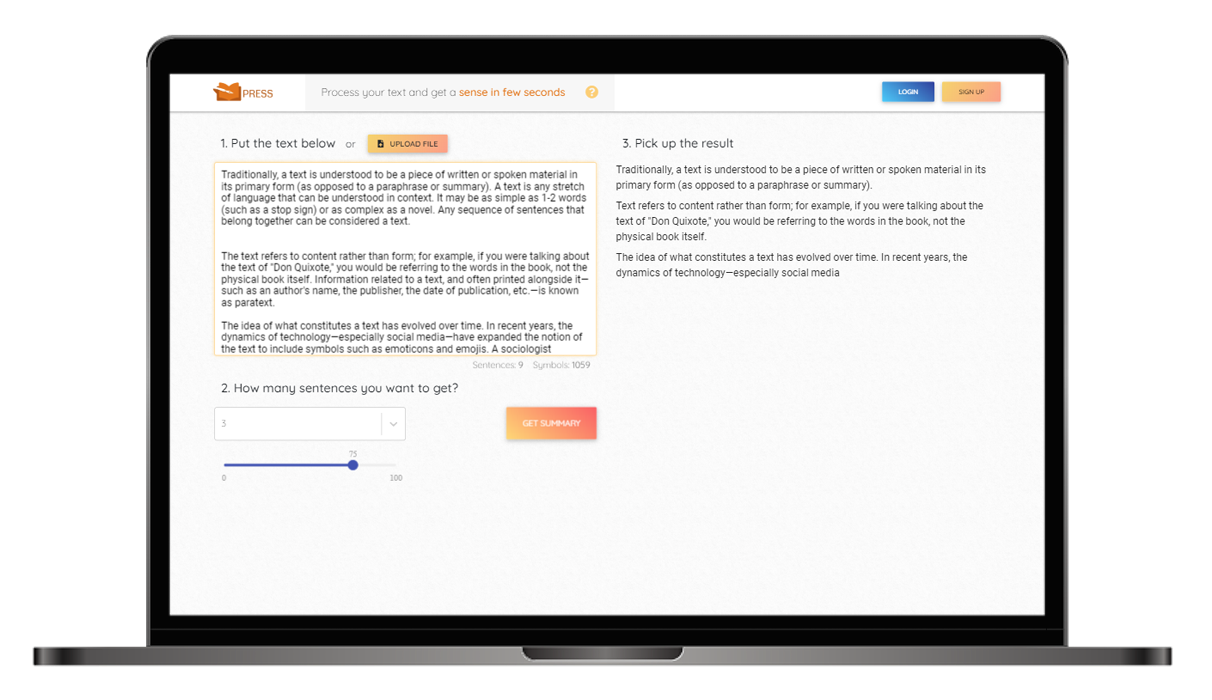 PRESS
Process your text and get a sense in few seconds ?
LOGIN
SIGN UP
1. Put the text below or UPLOAD FILE
Traditionally, a text is understood to be a piece of written or spoken material in
its primary form (as opposed to a paraphrase or summary). A text is any stretch
of language that can be understood in context. It may be as simple as 1-2 words
(such as a stop sign) or as complex as a novel. Any sequence of sentences that
belong together can be considered a text.
The text refers to content rather than form; for example, if you were talking about
the text of "Don Quixote," you would be referring to the words in the book, not the
physical book itself. Information related to a text, and often printed alongside it—
such as an author's name, the publisher, the date of publication, etc.—is known
as paratext.
The idea of what constitutes a text has evolved over time. In recent years, the
dynamics of technology—especially social media—have expanded the notion of
the text to include symbols such as emoticons and emojis. A sociologist
Sentences: 9 Symbols: 1059
2. How many sentences you want to get?
3
GET SUMMARY
75
0
100
3. Pick up the result
Traditionally, a text is understood to be a piece of written or spoken material in its
primary form (as opposed to a paraphrase or summary).
Text refers to content rather than form; for example, if you were talking about the
text of "Don Quixote," you would be referring to the words in the book, not the
physical book itself.
The idea of what constitutes a text has evolved over time. In recent years, the
dynamics of technology—especially social media